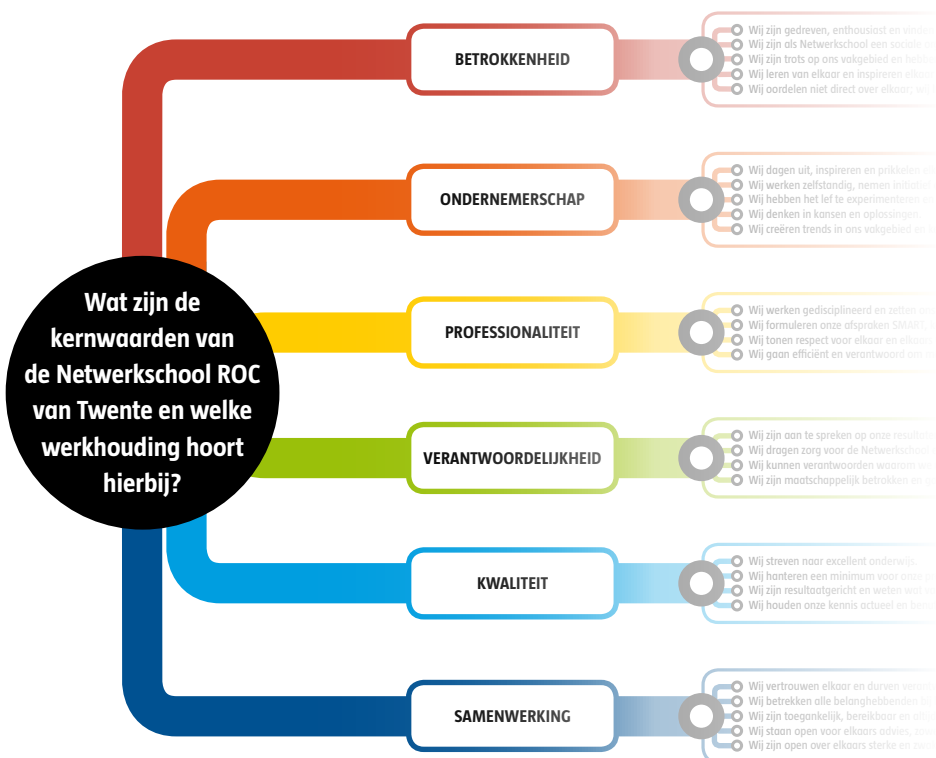 Wat zijn de
kernwaarden van
de Netwerkschool ROC
van Twente en welke
werkhouding hoort
hierbij?
BETROKKENHEID
Wij zijn gedreven, enthousiast en vinden
Wij zijn als Netwerkschool een sociale
Wij zijn trots op ons vakgebied en hebben
Wij leren van elkaar en inspireren elkaar
Wij oordelen niet direct over elkaar; wij
ONDERNEMERSCHAP
Wij dagen uit, inspireren en prikkelen
Wij werken zelfstandig, nemen initiatief
Wij hebben het lef te experimenteren en
Wij denken in kansen en oplossingen
Wij creëren trends in ons vakgebied en
PROFESSIONALITEIT
Wij werken gedisciplineerd en zetten
Wij formuleren onze afspraken SMART,
Wij tonen respect voor elkaar en elkaars
Wij gaan efficiënt en verantwoord om
VERANTWOORDELIJKHEID
Wij zijn aan te spreken op onze
Wij dragen zorg voor de Netwerkschool
Wij kunnen verantwoorden waarom we
Wij zijn maatschappelijk betrokken en
KWALITEIT
Wij streven naar excellent onderwijs.
Wij hanteren een minimum voor onze
Wij zijn resultaatgericht en weten wat
Wij houden onze kennis actueel en
SAMENWERKING
Wij vertrouwen elkaar en durven
Wij betrekken alle belanghebbenden
Wij zijn toegankelijk, bereikbaar en
Wij staan open voor elkaars advies,
Wij zijn open over elkaars sterke en